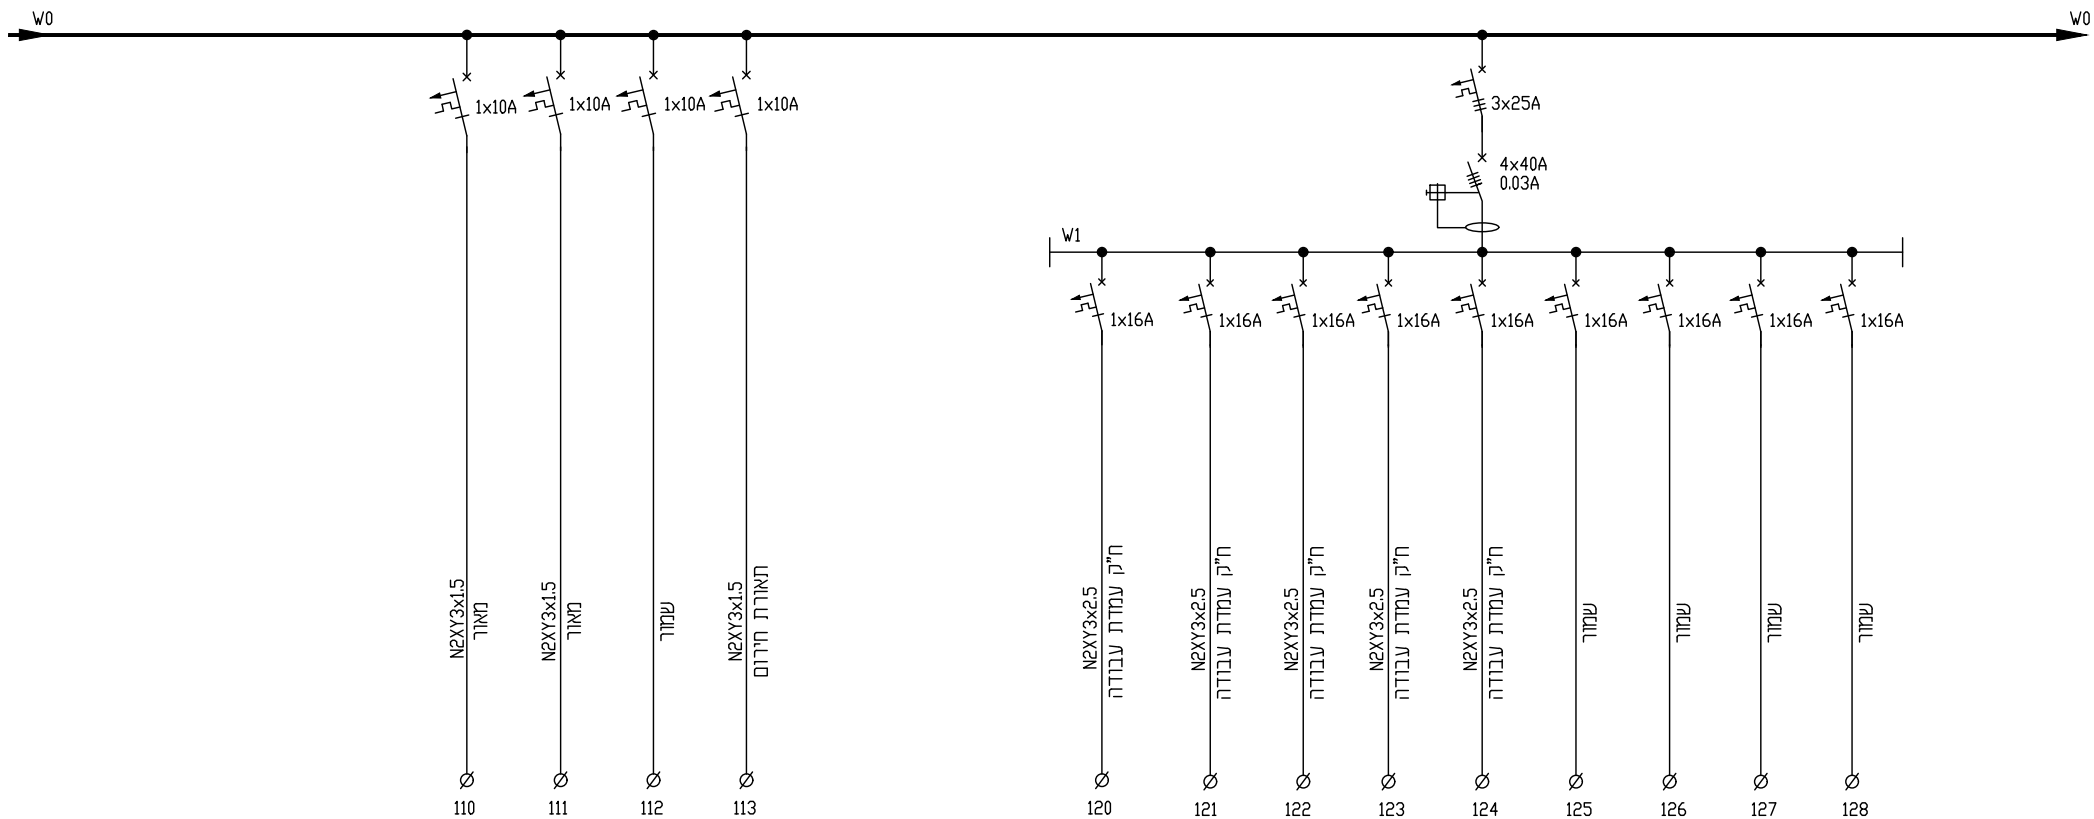 W0
W0
1x10A
1x10A
1x10A
1x10A
3x25A
4x40A
0.03A
W1
1x16A
1x16A
1x16A
1x16A
1x16A
1x16A
1x16A
1x16A
1x16A
N2XY3x1.5
מאור
N2XY3x1.5
מאור
שמור
N2XY3x1.5
תאורת חירום
N2XY3x2.5
ח"ק עמדת עבודה
N2XY3x2.5
ח"ק עמדת עבודה
N2XY3x2.5
ח"ק עמדת עבודה
N2XY3x2.5
ח"ק עמדת עבודה
N2XY3x2.5
ח"ק עמדת עבודה
שמור
שמור
שמור
שמור
110
111
112
113
120
121
122
123
124
125
126
127
128